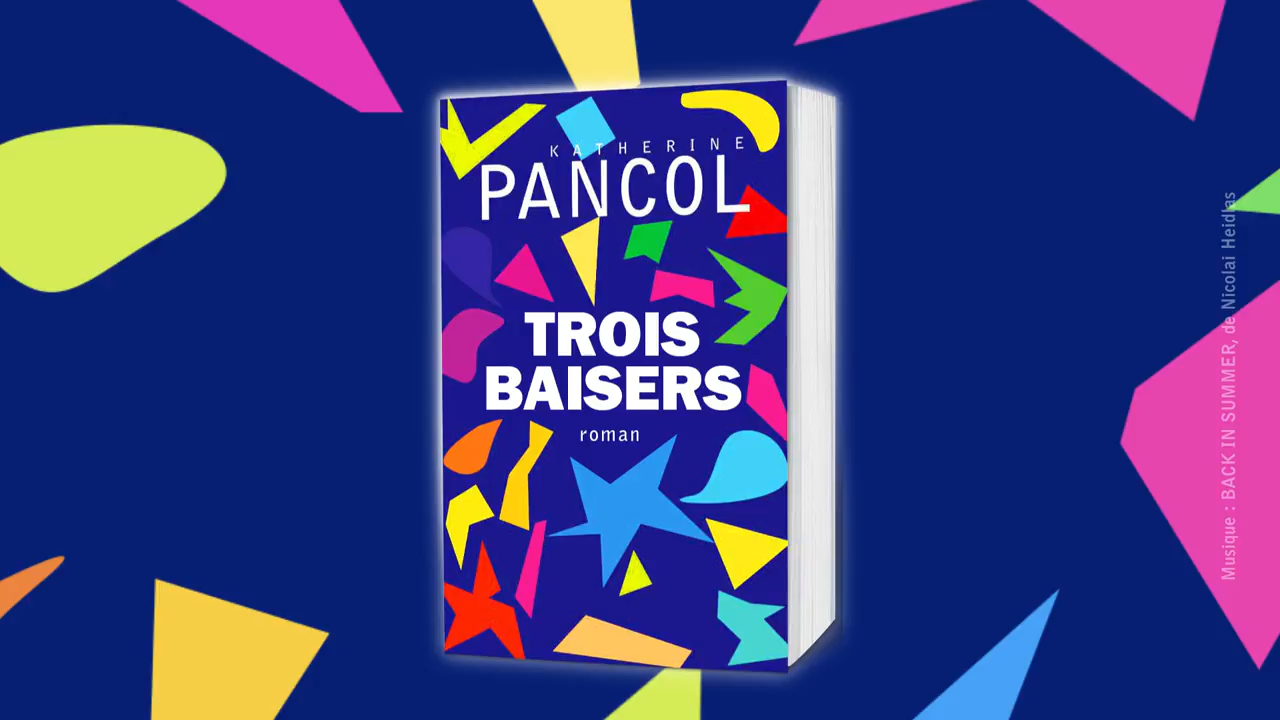 KATHERINE
PANCOL
TROIS
BAISERS
roman
Musique : BACK IN SUMMER, de Nicolai Heidlas